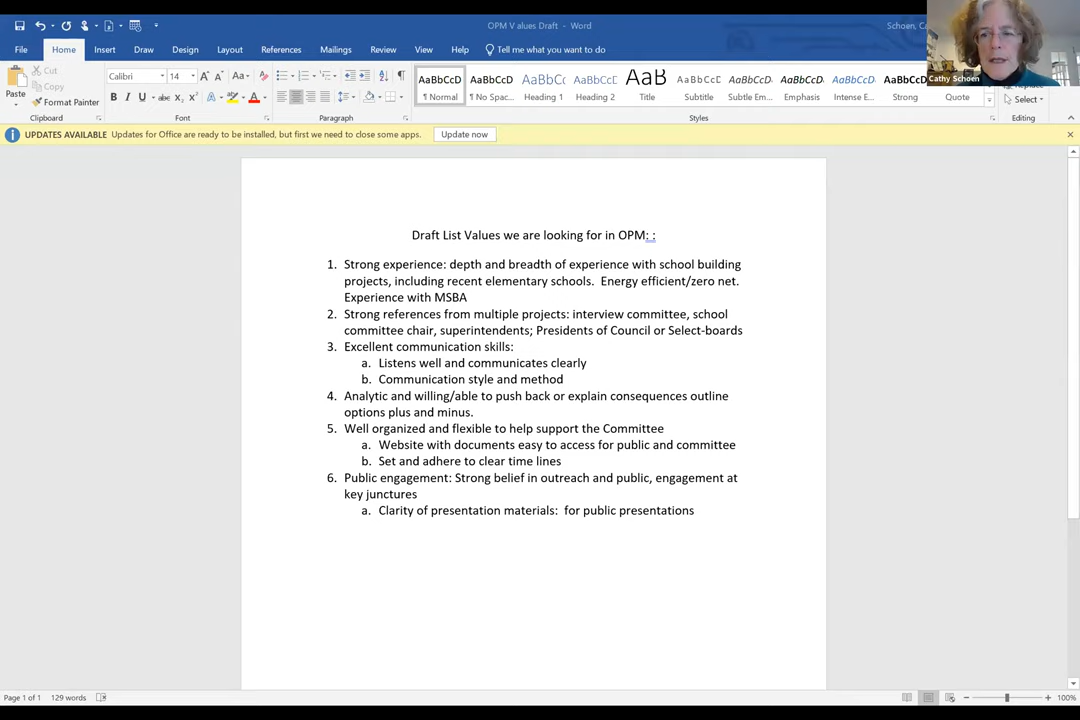 OPM V alues Draft - Word
Schoen, Ca
File Home Insert Draw Design Layout References Mailings Review View Help Tell me what you want to do
Cathy Schoen
Paste
Cut
Copy
Format Painter
Clipboard
Calibri 14
Font
Paragraph
AaBbCcD AaBbCcD AaBbCc AaBbCcE AaB AaBbCcD AaBbCcD AaBbCcD AaBbCcD AaBbCcD
¶ Normal ¶ No Spac... Heading 1 Heading 2 Title Subtitle Subtle Em... Emphasis Intense E... Strong Quote
Styles
Replace
Select
Editing
UPDATES AVAILABLE Updates for Office are ready to be installed, but first we need to close some apps. Update now
Draft List Values we are looking for in OPM: :
1. Strong experience: depth and breadth of experience with school building
projects, including recent elementary schools. Energy efficient/zero net.
Experience with MSBA
2. Strong references from multiple projects: interview committee, school
committee chair, superintendents; Presidents of Council or Select-boards
3. Excellent communication skills:
a. Listens well and communicates clearly
b. Communication style and method
4. Analytic and willing/able to push back or explain consequences outline
options plus and minus.
5. Well organized and flexible to help support the Committee
a. Website with documents easy to access for public and committee
b. Set and adhere to clear time lines
6. Public engagement: Strong belief in outreach and public, engagement at
key junctures
a. Clarity of presentation materials: for public presentations
Page 1 of 1 129 words
100%